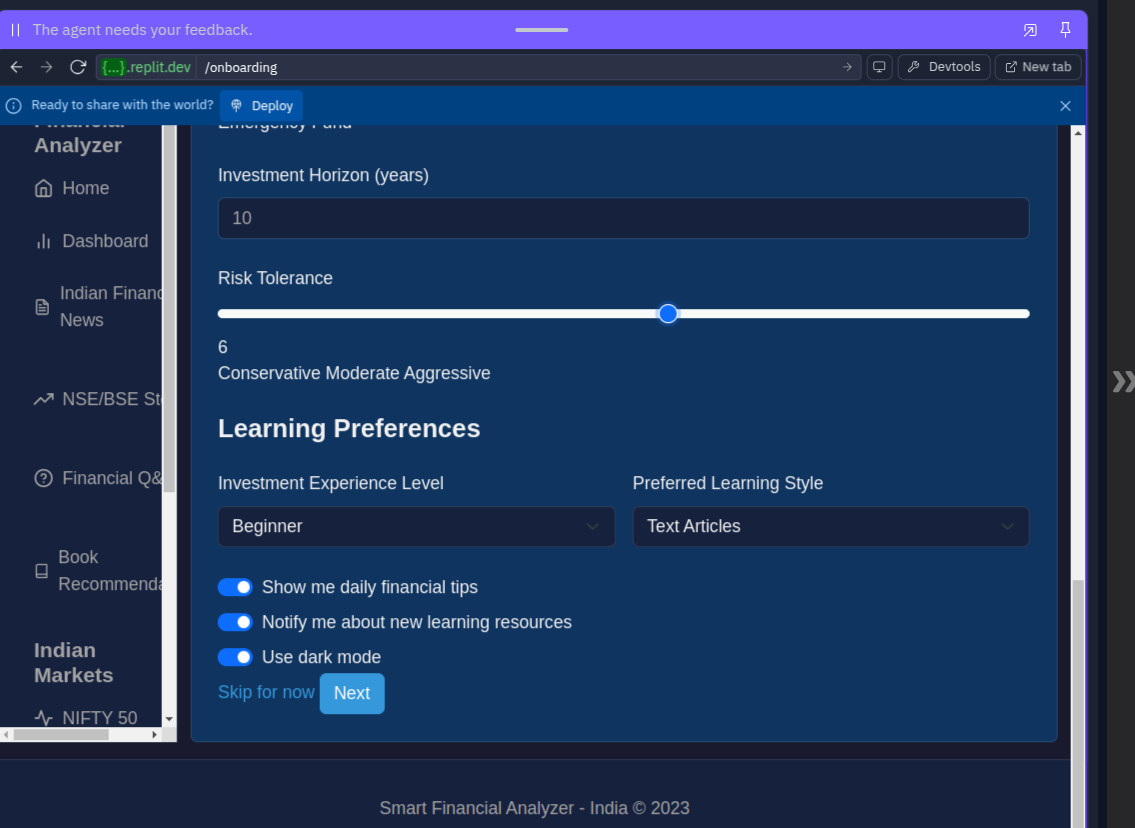 The agent needs your feedback.
{...}.replit.dev /onboarding
Devtools
New tab
Ready to share with the world?
Deploy
Financial
Analyzer
Home
Dashboard
Indian Financ
News
NSE/BSE Sto
Financial Q&
Book
Recommenda
Indian
Markets
NIFTY 50
Emergency Fund
Investment Horizon (years)
10
Risk Tolerance
6
Conservative Moderate Aggressive
Learning Preferences
Investment Experience Level
Beginner
Preferred Learning Style
Text Articles
Show me daily financial tips
Notify me about new learning resources
Use dark mode
Skip for now Next
Smart Financial Analyzer - India © 2023